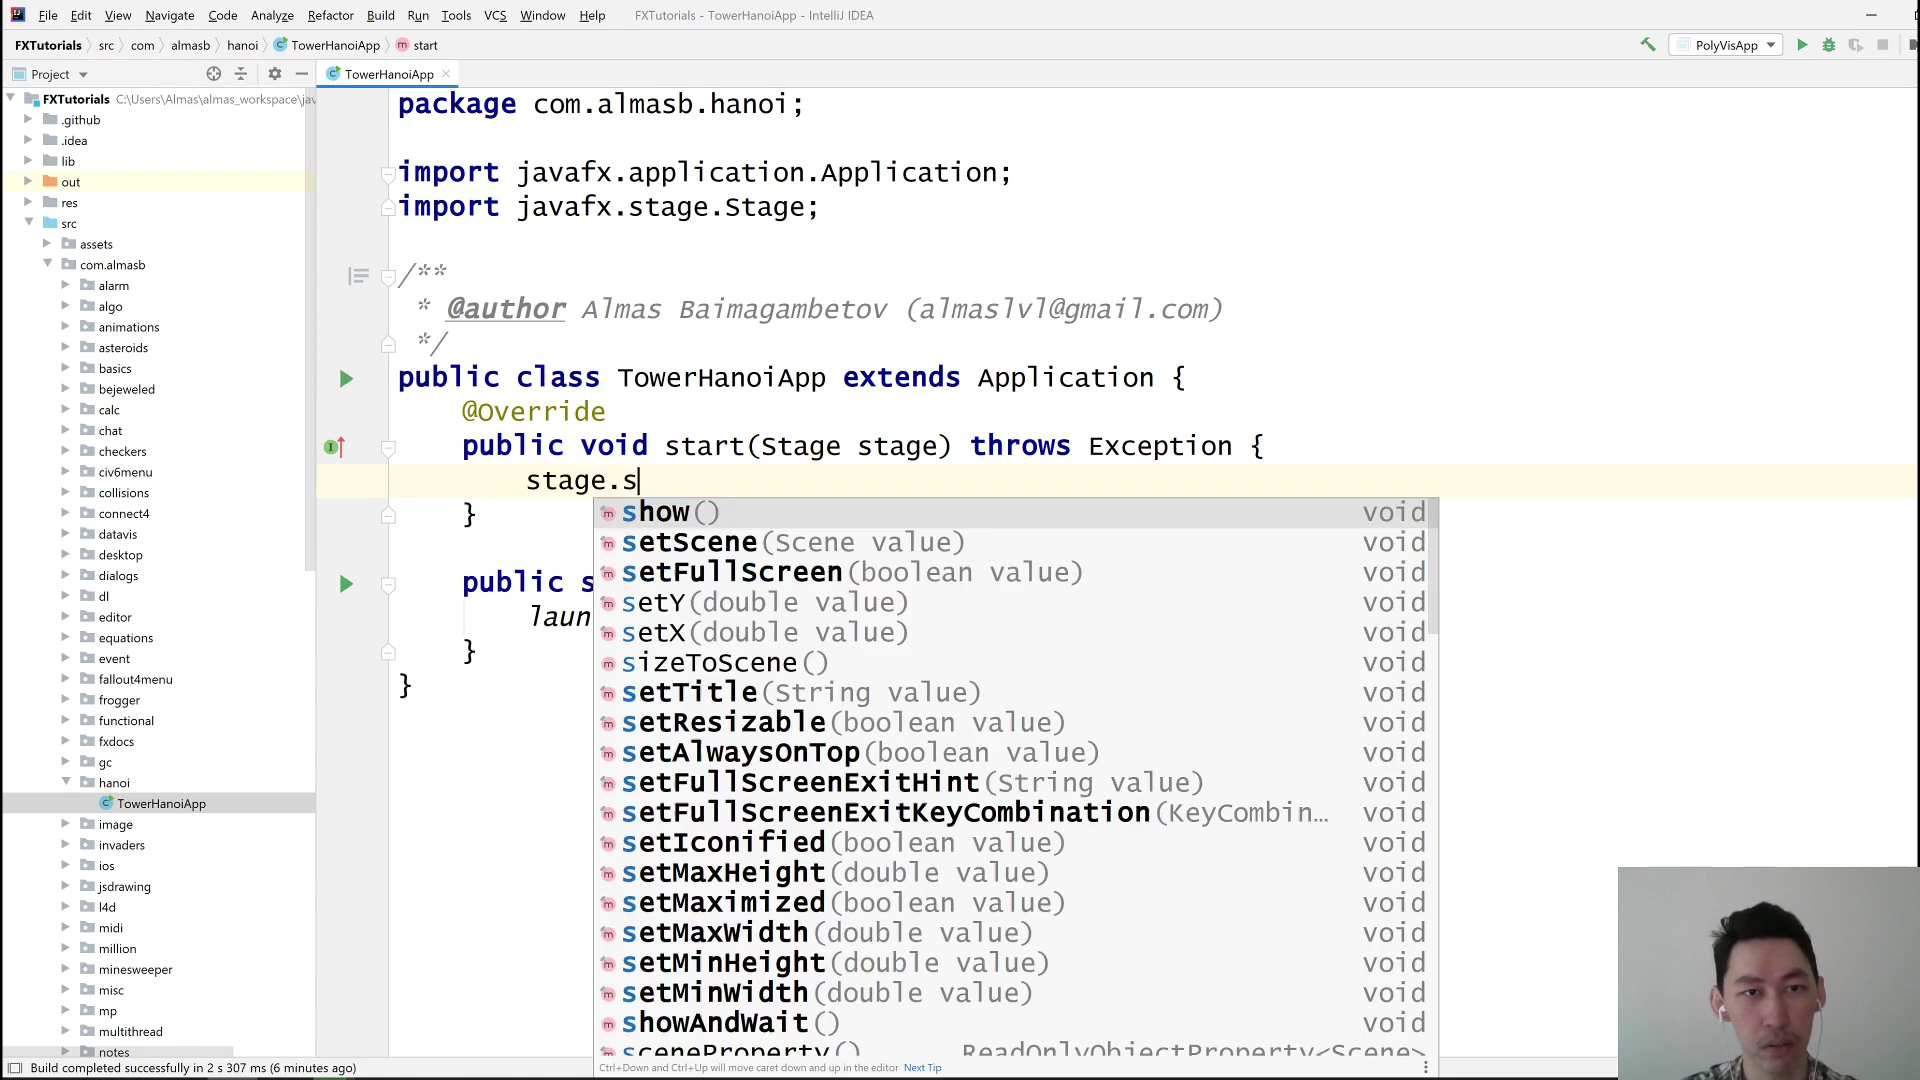 File Edit View Navigate Code Analyze Refactor Build Run Tools VCS Window Help FXTutorials - TowerHanoiApp - IntelliJ IDEA
FXTutorials src com almasb hanoi TowerHanoiApp start PolyVisApp
Project
TowerHanoiApp
FXTutorials C:\Users\Almas\almas_workspace\jav
.github
.idea
lib
out
res
src
assets
com.almasb
alarm
algo
animations
asteroids
basics
bejeweled
calc
chat
checkers
civ6menu
collisions
connect4
datavis
desktop
dialogs
dl
editor
equations
event
fallout4menu
frogger
functional
fxdocs
gc
hanoi
TowerHanoiApp
image
invaders
ios
jsdrawing
l4d
midi
million
minesweeper
misc
mp
multithread
notes
package com.almasb.hanoi;
import javafx.application.Application;
import javafx.stage.Stage;
/**
* @author Almas Baimagambetov (almaslvl@gmail.com)
*/
public class TowerHanoiApp extends Application {
@Override
public void start(Stage stage) throws Exception {
stage.s
}
public s
laun
}
}
show() void
setScene(Scene value) void
setFullScreen(boolean value) void
setY(double value) void
setX(double value) void
sizeToScene() void
setTitle(String value) void
setResizable(boolean value) void
setAlwaysOnTop(boolean value) void
setFullScreenExitHint(String value) void
setFullScreenExitKeyCombination(KeyCombin… void
setIconified(boolean value) void
setMaxHeight(double value) void
setMaximized(boolean value) void
setMaxWidth(double value) void
setMinHeight(double value) void
setMinWidth(double value) void
showAndWait() void
sceneProperty() ReadOnlyObjectProperty<Scene>
Ctrl+Down and Ctrl+Up will move caret down and up in the editor Next Tip
Build completed successfully in 2 s 307 ms (6 minutes ago)